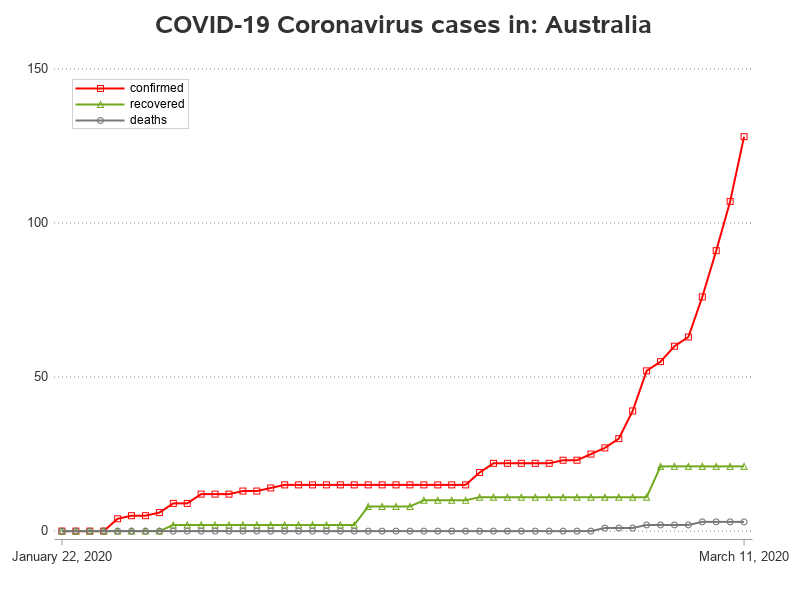 COVID-19 Coronavirus cases in: Australia
150
confirmed
recovered
deaths
100
50
0
January 22, 2020
March 11, 2020